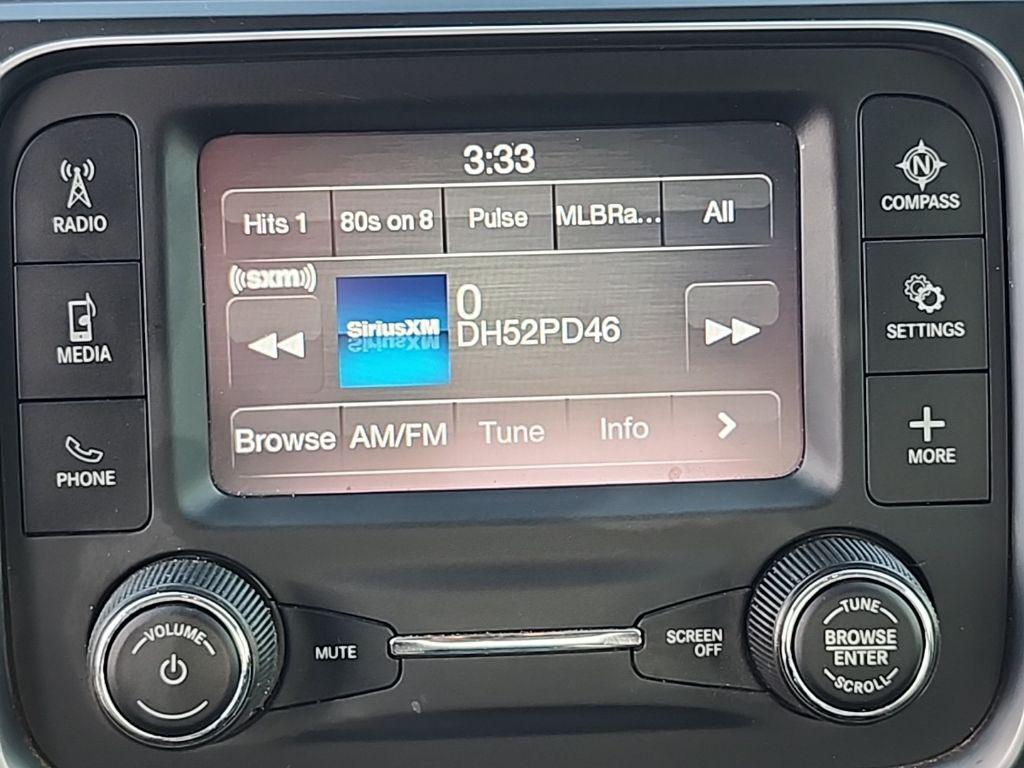 3:33
Hits 1
80s on 8
Pulse
MLBRa...
All
((sxm))
SiriusXM
0
DH52PD46
Browse
AM/FM
Tune
Info
RADIO
MEDIA
PHONE
N
COMPASS
SETTINGS
MORE
VOLUME
MUTE
SCREEN
OFF
TUNE
BROWSE
ENTER
SCROLL